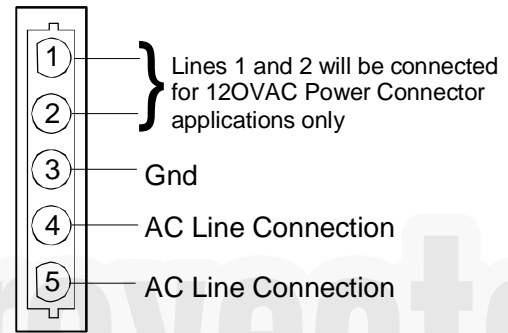 1
Lines 1 and 2 will be connected
for 12OVAC Power Connector
2
applications only
3 Gnd
4 AC Line Connection
5 AC Line Connection